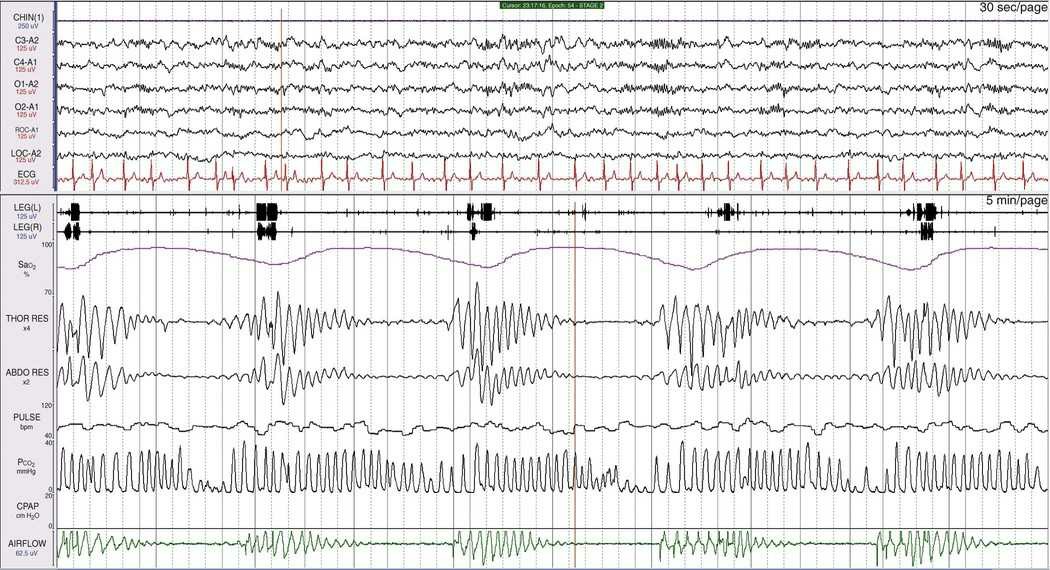 Cursor: 23:17:16, Epoch: 54 - STAGE 2
30 sec/page
CHIN(1)
250 uV
C3-A2
125 uV
C4-A1
125 uV
O1-A2
125 uV
O2-A1
125 uV
ROC-A1
125 uV
LOC-A2
125 uV
ECG
312.5 uV
5 min/page
LEG(L)
125 uV
LEG(R)
125 uV
100
SaO₂
%
70
THOR RES
x4
ABDO RES
x2
120
PULSE
bpm
40
40
PCO₂
mmHg
0
20
CPAP
cm H₂O
0
AIRFLOW
62.5 uV